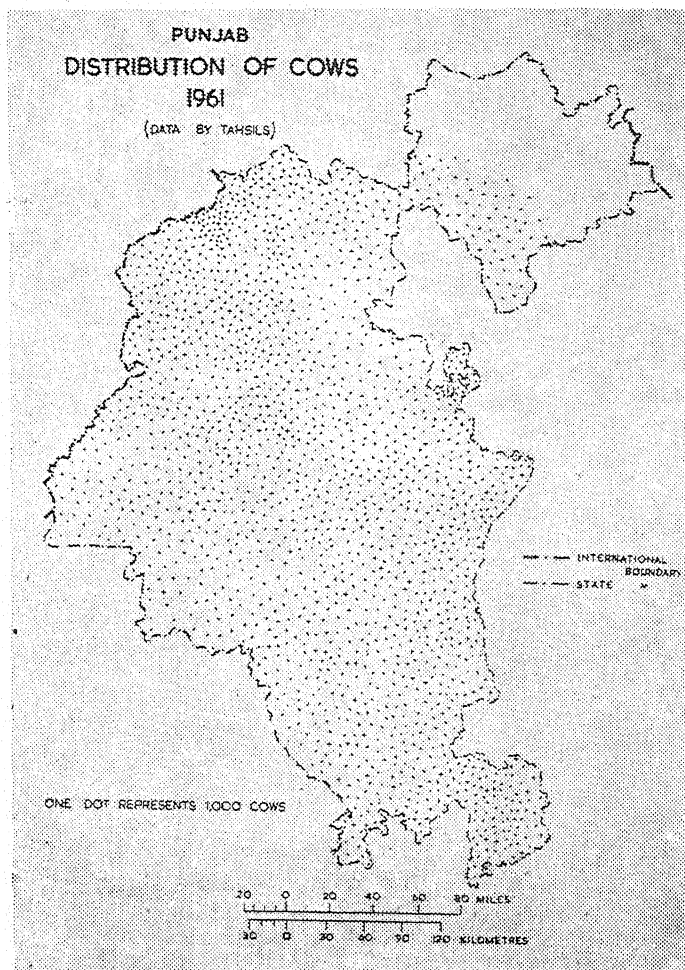 PUNJAB
DISTRIBUTION OF COWS
1961
(DATA BY TAHSILS)
INTERNATIONAL
BOUNDARY
STATE "
ONE DOT REPRESENTS 1,000 COWS
20 0 20 40 60 80 MILES
30 0 30 60 90 120 KILOMETRES